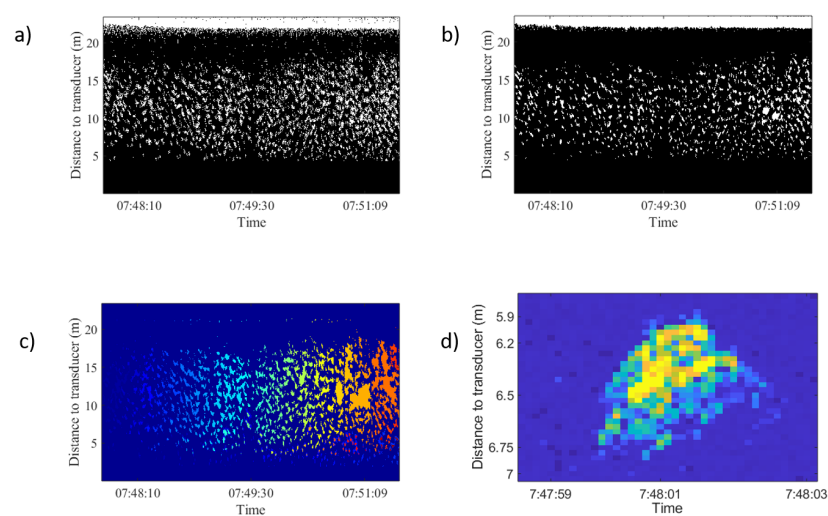 a)
Distance to transducer (m)
20
15
10
5
07:48:10 07:49:30 07:51:09
Time
b)
Distance to transducer (m)
20
15
10
5
07:48:10 07:49:30 07:51:09
Time
c)
Distance to transducer (m)
20
15
10
5
07:48:10 07:49:30 07:51:09
Time
d)
Distance to transducer (m)
5.9
6.2
6.5
6.75
7
7:47:59 7:48:01 7:48:03
Time